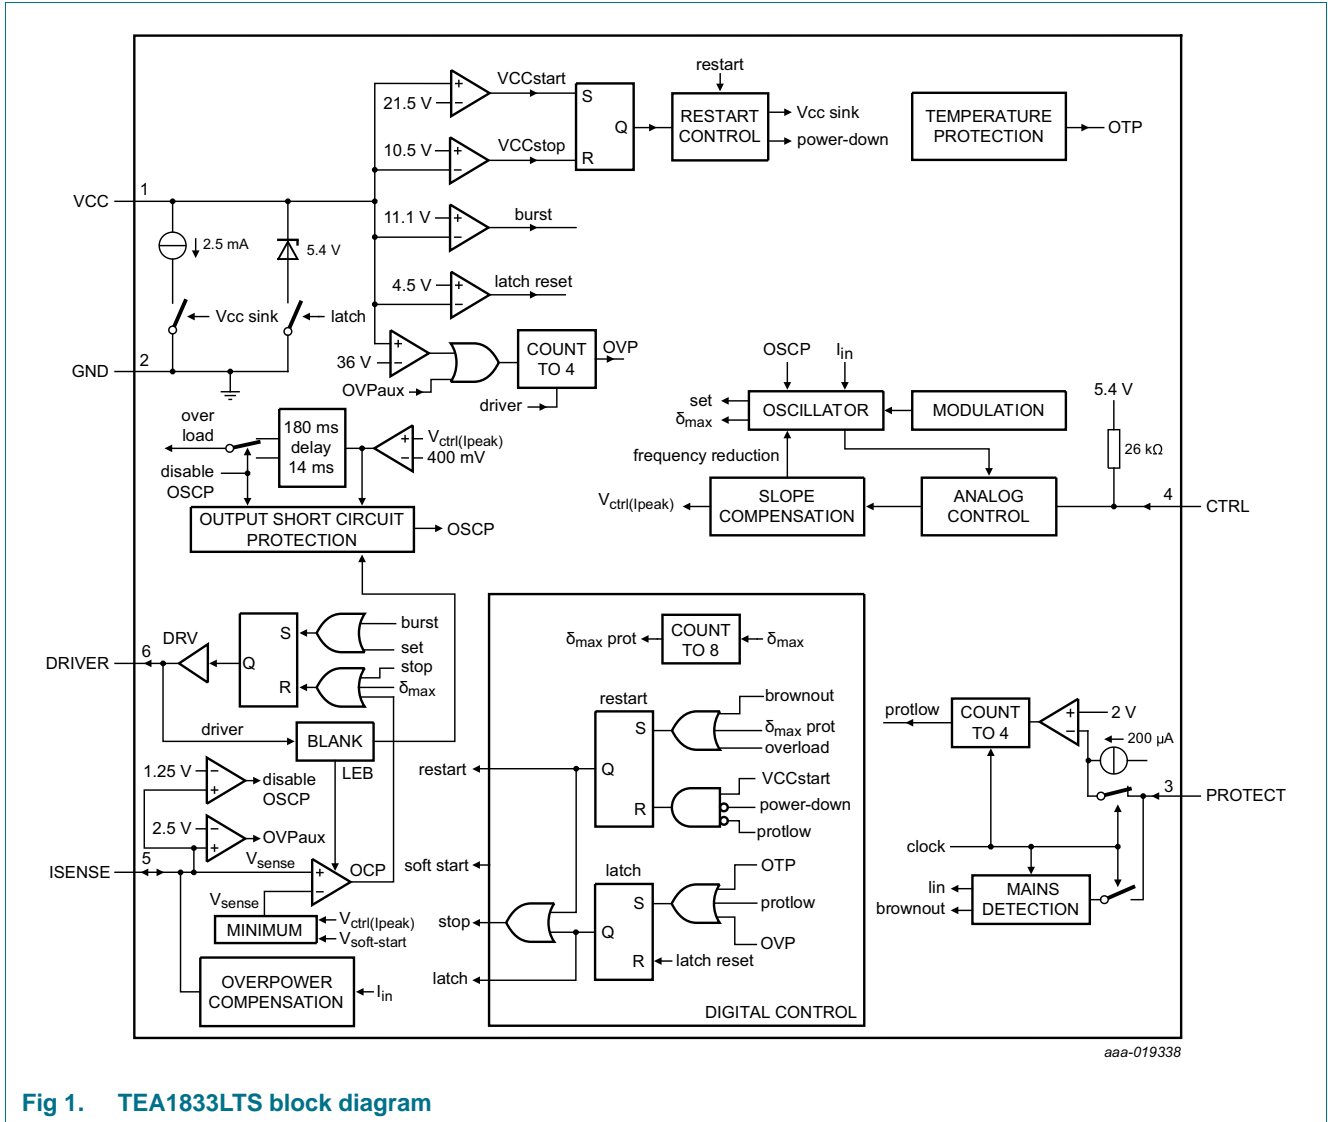 restart
VCCstart
+
21.5 V
−
S
Q
R
RESTART
CONTROL
Vcc sink
power-down
TEMPERATURE
PROTECTION
OTP
10.5 V
+
−
VCCstop
VCC
1
11.1 V
+
−
burst
2.5 mA
5.4 V
4.5 V
+
−
latch reset
Vcc sink
latch
+
36 V
−
OVPaux
COUNT
TO 4
OVP
driver
GND
2
OSCP
Iin
set
δmax
OSCILLATOR
MODULATION
5.4 V
26 kΩ
frequency reduction
Vctrl(Ipeak)
SLOPE
COMPENSATION
ANALOG
CONTROL
4
CTRL
over
load
180 ms
delay
14 ms
+
−
Vctrl(Ipeak)
400 mV
disable
OSCP
OUTPUT SHORT CIRCUIT
PROTECTION
OSCP
DRV
6
DRIVER
S
Q
R
burst
set
stop
δmax
driver
BLANK
LEB
1.25 V
−
+
disable
OSCP
2.5 V
−
+
OVPaux
5
ISENSE
Vsense
+
−
OCP
Vsense
MINIMUM
Vctrl(Ipeak)
Vsoft-start
OVERPOWER
COMPENSATION
Iin
δmax prot
COUNT
TO 8
δmax
restart
S
Q
R
brownout
δmax prot
overload
VCCstart
power-down
protlow
restart
soft start
latch
S
Q
R
OTP
protlow
OVP
latch reset
stop
latch
DIGITAL CONTROL
protlow
COUNT
TO 4
+
−
2 V
200 µA
3
PROTECT
clock
Iin
brownout
MAINS
DETECTION
aaa-019338
Fig 1. TEA1833LTS block diagram